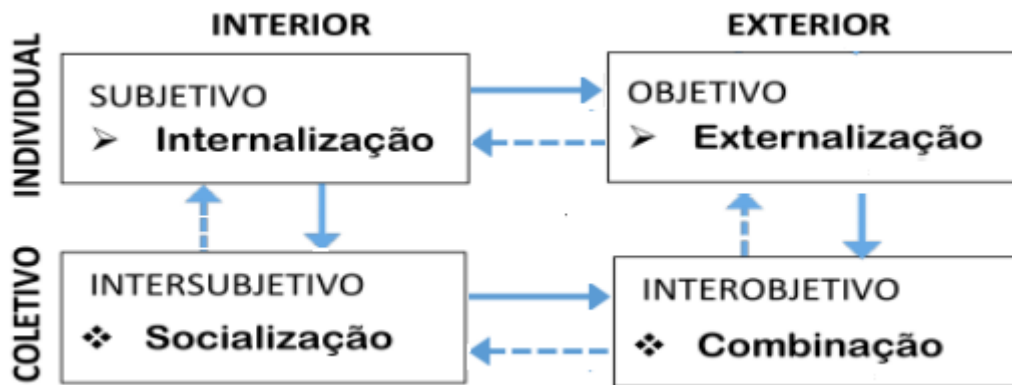 INTERIOR
EXTERIOR
INDIVIDUAL
SUBJETIVO
➢ Internalização
OBJETIVO
➢ Externalização
COLETIVO
INTERSUBJETIVO
❖ Socialização
INTEROBJETIVO
❖ Combinação